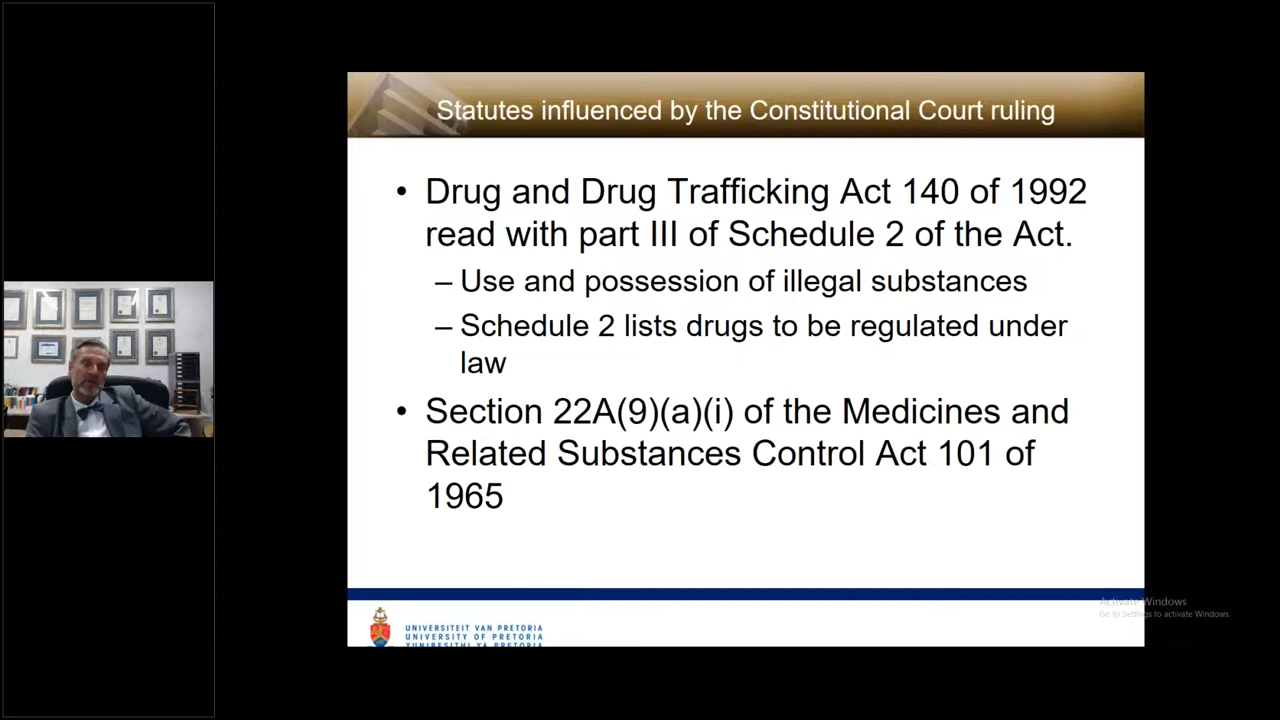 Statutes influenced by the Constitutional Court ruling
• Drug and Drug Trafficking Act 140 of 1992
read with part III of Schedule 2 of the Act.
– Use and possession of illegal substances
– Schedule 2 lists drugs to be regulated under
law
• Section 22A(9)(a)(i) of the Medicines and
Related Substances Control Act 101 of
1965
Activate Windows
Go to Settings to activate Windows.
UNIVERSITEIT VAN PRETORIA
UNIVERSITY OF PRETORIA
YUNIBESITHI YA PRETORIA